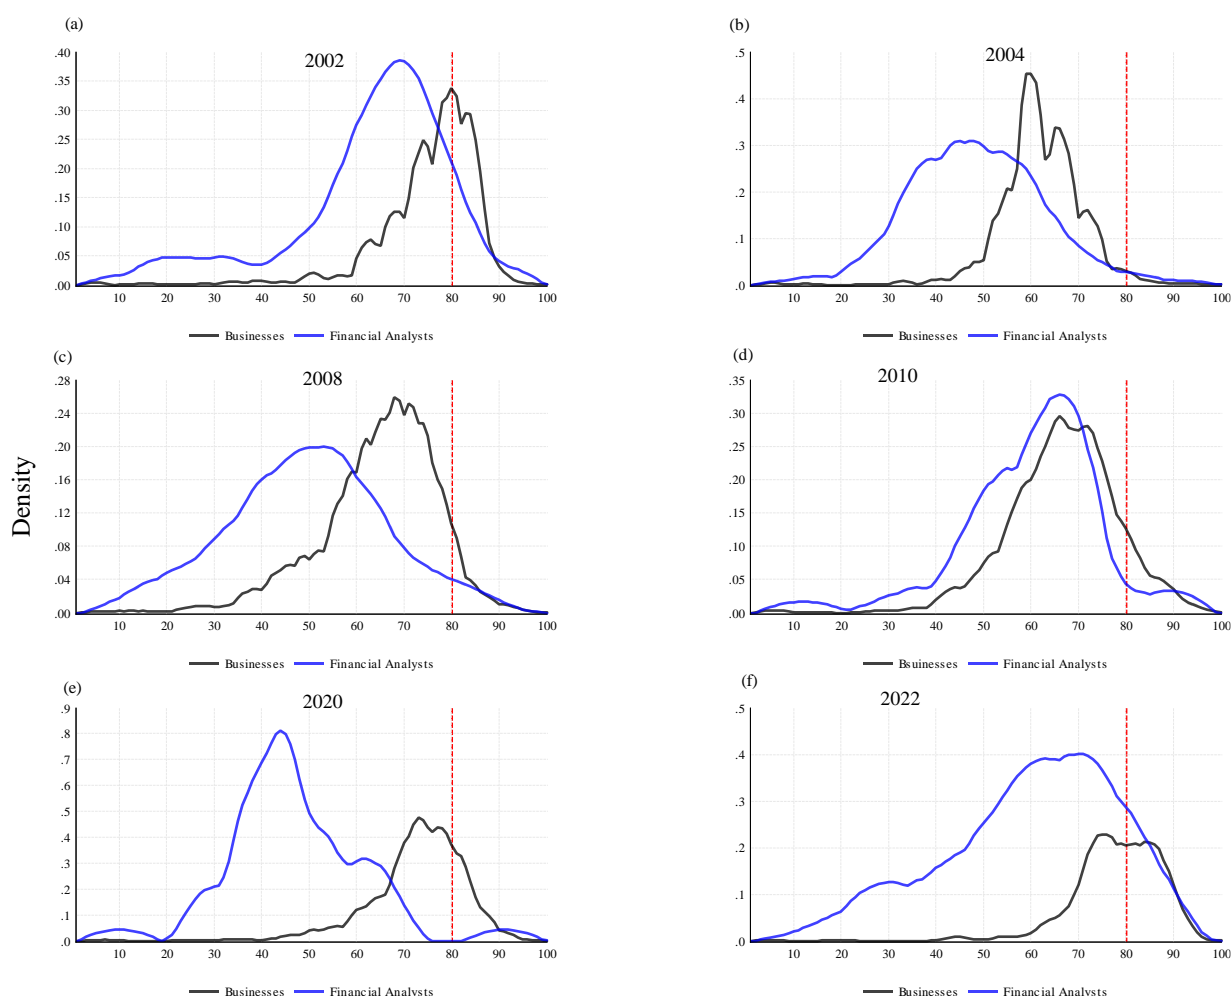 (a)
2002
.40
.35
.30
.25
.20
.15
.10
.05
.00
10 20 30 40 50 60 70 80 90 100
Businesses Financial Analysts
(b)
2004
.5
.4
.3
.2
.1
.0
10 20 30 40 50 60 70 80 90 100
Businesses Financial Analysts
Density
(c)
2008
.28
.24
.20
.16
.12
.08
.04
.00
10 20 30 40 50 60 70 80 90 100
Businesses Financial Analysts
(d)
2010
.35
.30
.25
.20
.15
.10
.05
.00
10 20 30 40 50 60 70 80 90 100
Bsuinesses Financial Analysts
(e)
2020
.9
.8
.7
.6
.5
.4
.3
.2
.1
.0
10 20 30 40 50 60 70 80 90 100
Businesses Financial Analysts
(f)
2022
.5
.4
.3
.2
.1
.0
10 20 30 40 50 60 70 80 90 100
Businesses Financial Analysts